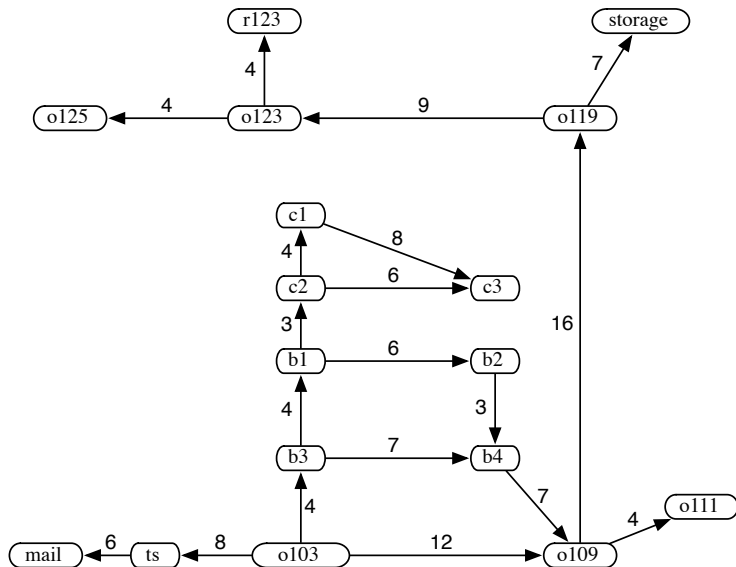 r123 storage
4 7
4 9
o125 o123 o119
c1
8
4
c2 6 c3
3 16
b1 6 b2
4 3
b3 7 b4
7
4 4 o111
6 8 12
mail ts o103 o109